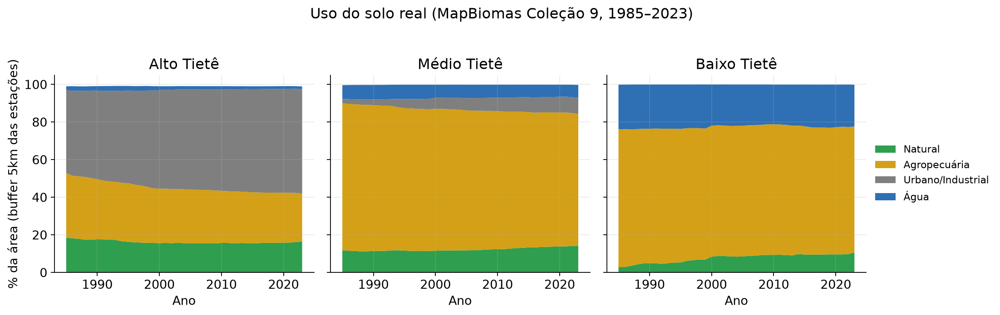 Uso do solo real (MapBiomas Coleção 9, 1985–2023)
% da área (buffer 5km das estações)
Alto Tietê
100
80
60
40
20
0
1990 2000 2010 2020
Ano
Médio Tietê
1990 2000 2010 2020
Ano
Baixo Tietê
1990 2000 2010 2020
Ano
Natural
Agropecuária
Urbano/Industrial
Água